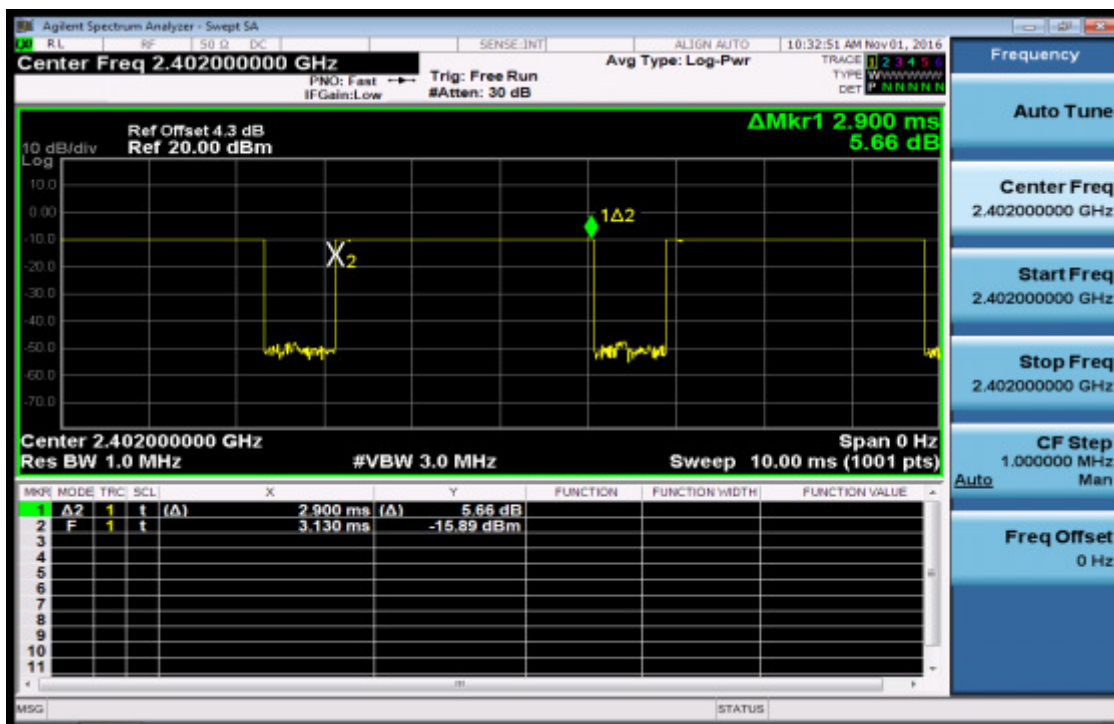 Agilent Spectrum Analyzer - Swept SA
RL RF 50 Ω DC SENSE:INT ALIGN AUTO 10:32:51 AM Nov 01, 2016
Center Freq 2.402000000 GHz
PNO: Fast
IFGain:Low
Trig: Free Run
#Atten: 30 dB
Avg Type: Log-Pwr
TRACE 1 2 3 4 5 6
TYPE WWWWWWW
DET P N N N N N
Ref Offset 4.3 dB
Ref 20.00 dBm
ΔMkr1 2.900 ms
5.66 dB
10 dB/div
Log
10.0
0.00
-10.0
-20.0
-30.0
-40.0
-50.0
-60.0
-70.0
1Δ2
X2
Center 2.402000000 GHz Span 0 Hz
Res BW 1.0 MHz #VBW 3.0 MHz Sweep 10.00 ms (1001 pts)
MKR MODE TRC SCL X Y FUNCTION FUNCTION WIDTH FUNCTION VALUE
1 Δ2 1 t (Δ) 2.900 ms (Δ) 5.66 dB
2 F 1 t 3.130 ms -15.89 dBm
3
4
5
6
7
8
9
10
11
MSG STATUS
Frequency
Auto Tune
Center Freq
2.402000000 GHz
Start Freq
2.402000000 GHz
Stop Freq
2.402000000 GHz
CF Step
1.000000 MHz
Auto Man
Freq Offset
0 Hz